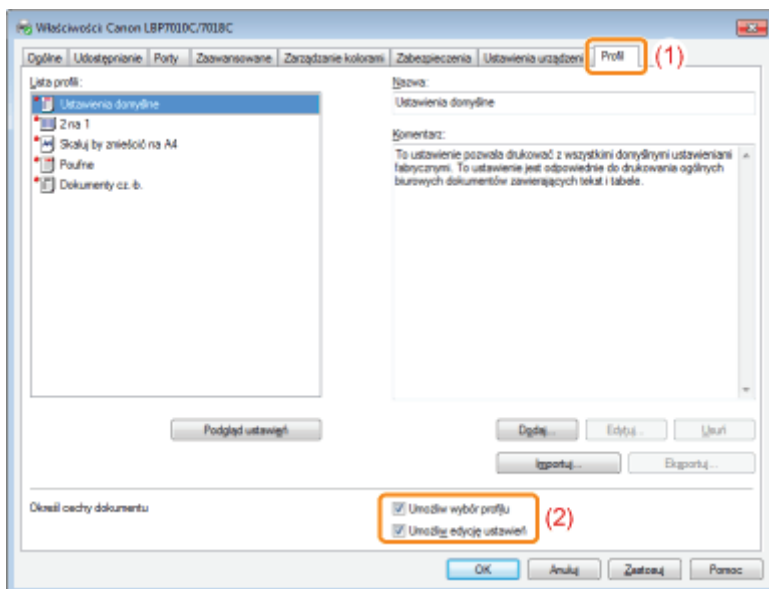 Właściwości: Canon LBP7010C/7018C
Ogólne Udostępnianie Porty Zaawansowane Zarządzanie kolorami Zabezpieczenia Ustawienia urządzeni Profil (1)
Lista profili:
Ustawienia domyślne
2 na 1
Skaluj by zmieścić na A4
Poufne
Dokumenty cz.-b.
Nazwa:
Ustawienia domyślne
Komentarz:
To ustawienie pozwala drukować z wszystkimi domyślnymi ustawieniami
fabrycznymi. To ustawienie jest odpowiednie do drukowania ogólnych
biurowych dokumentów zawierających tekst i tabele.
Podgląd ustawień
Dodaj... Edytuj... Usuń
Importuj... Eksportuj...
Określ cechy dokumentu
Umożliw wybór profilu
Umożliw edycję ustawień
(2)
OK Anuluj Zastosuj Pomoc